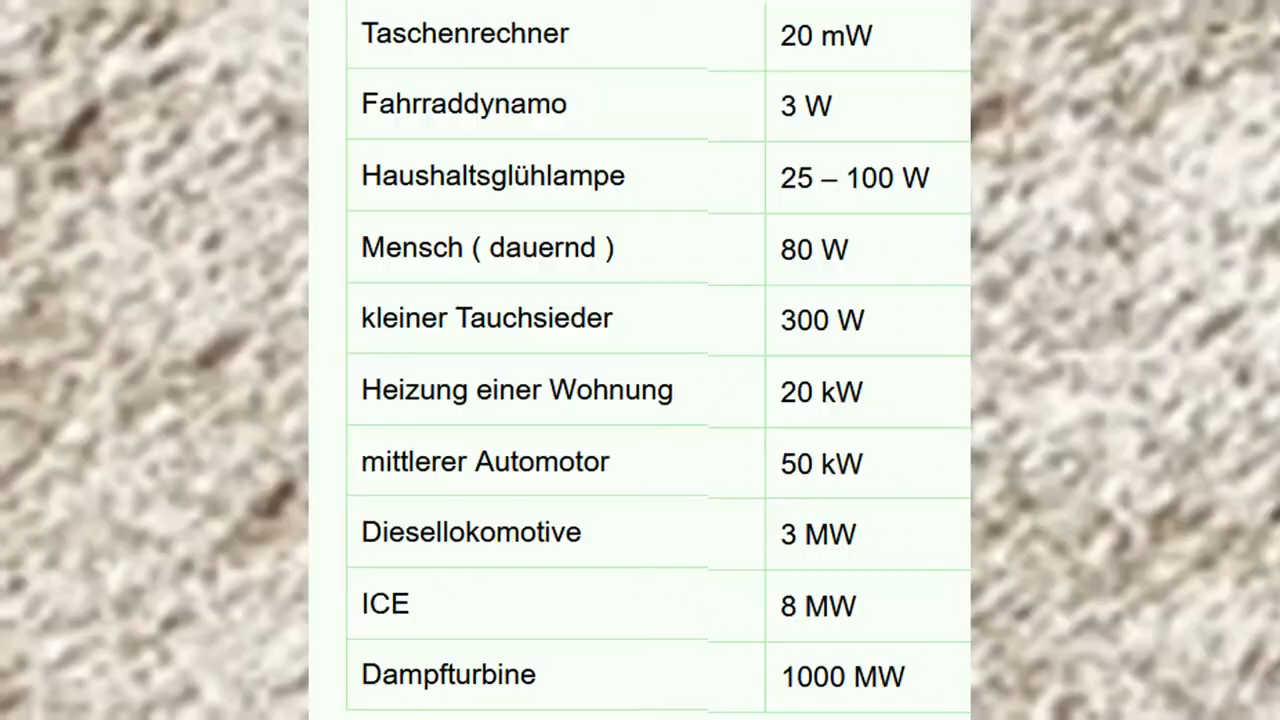 Taschenrechner 20 mW
Fahrraddynamo 3 W
Haushaltsglühlampe 25 – 100 W
Mensch ( dauernd ) 80 W
kleiner Tauchsieder 300 W
Heizung einer Wohnung 20 kW
mittlerer Automotor 50 kW
Diesellokomotive 3 MW
ICE 8 MW
Dampfturbine 1000 MW